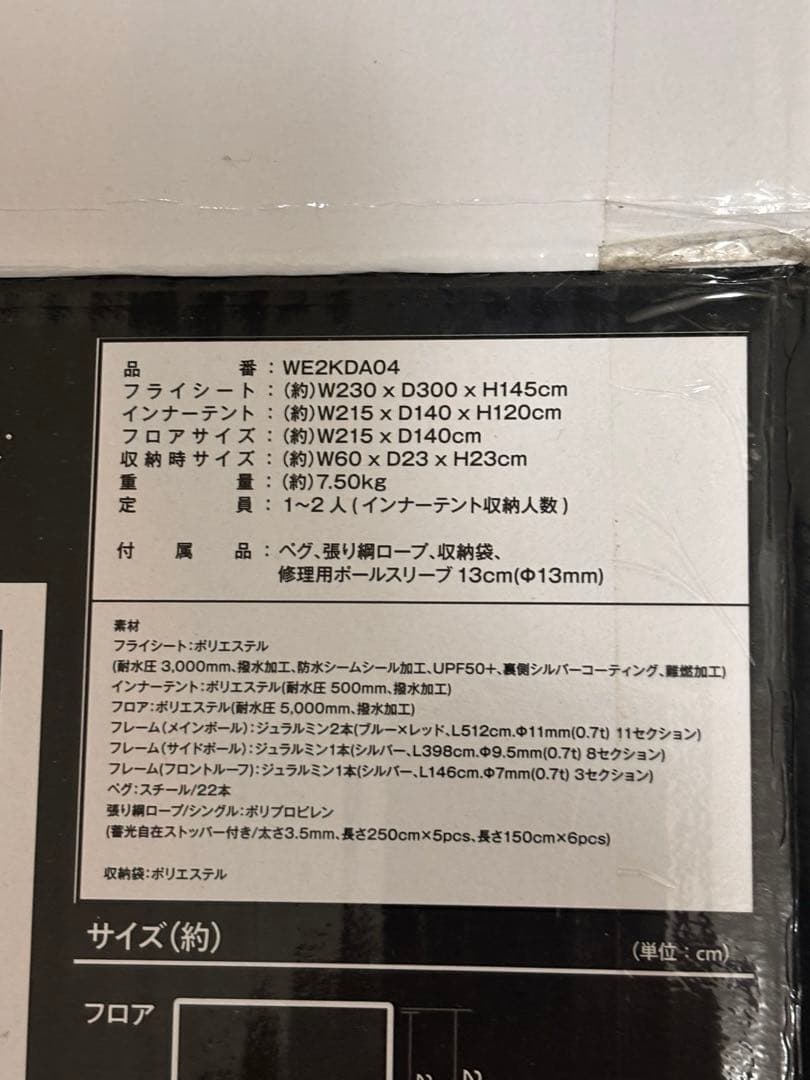 品番：WE2KDA04
フライシート：(約)W230 x D300 x H145cm
インナーテント：(約)W215 x D140 x H120cm
フロアサイズ：(約)W215 x D140cm
収納時サイズ：(約)W60 x D23 x H23cm
重量：(約)7.50kg
定員：1〜2人(インナーテント収納人数)
付属品：ペグ、張り綱ロープ、収納袋、
修理用ポールスリーブ 13cm(Φ13mm)
素材
フライシート：ポリエステル
(耐水圧 3,000mm、撥水加工、防水シームシール加工、UPF50+、裏側シルバーコーティング、難燃加工)
インナーテント：ポリエステル(耐水圧 500mm、撥水加工)
フロア：ポリエステル(耐水圧 5,000mm、撥水加工)
フレーム(メインポール)：ジュラルミン2本(ブルー×レッド、L512cm.Φ11mm(0.7t) 11セクション)
フレーム(サイドポール)：ジュラルミン1本(シルバー、L398cm.Φ9.5mm(0.7t) 8セクション)
フレーム(フロントルーフ)：ジュラルミン1本(シルバー、L146cm.Φ7mm(0.7t) 3セクション)
ペグ：スチール/22本
張り綱ロープ/シングル：ポリプロピレン
(蓄光自在ストッパー付き/太さ3.5mm、長さ250cm×5pcs、長さ150cm×6pcs)
収納袋：ポリエステル
サイズ(約)
(単位：cm)
フロア